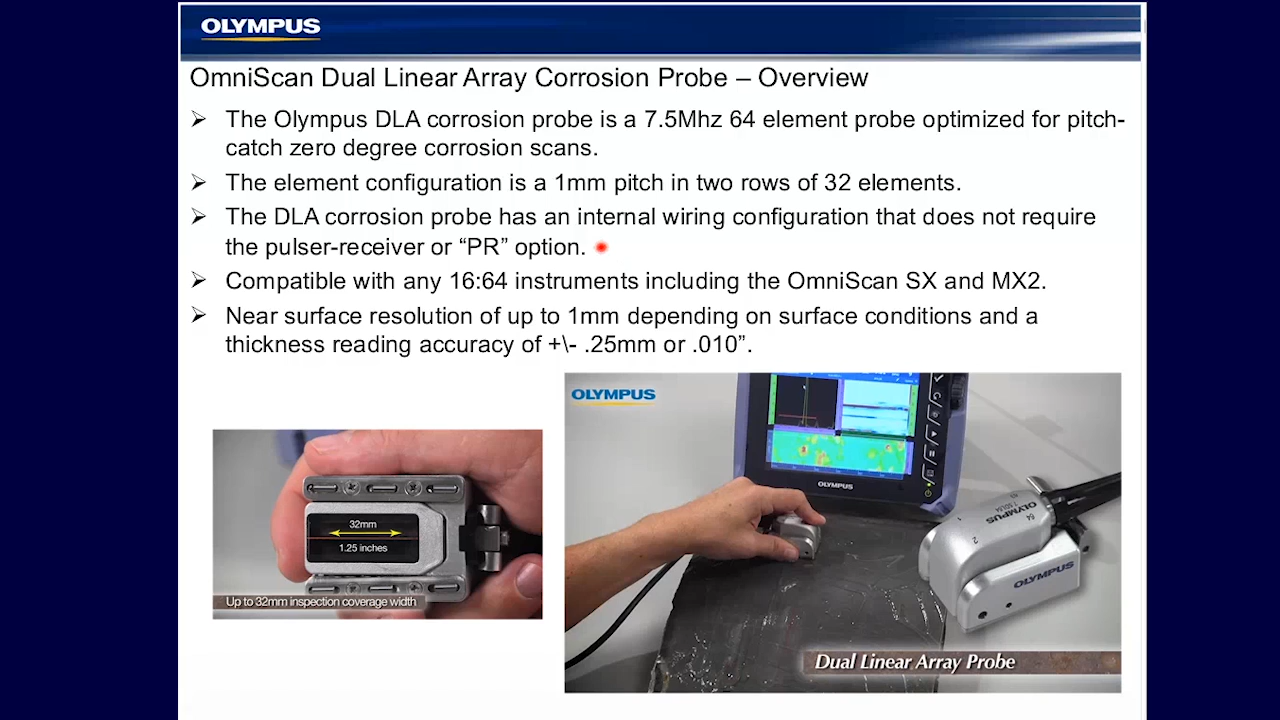 OLYMPUS
OmniScan Dual Linear Array Corrosion Probe – Overview
➢ The Olympus DLA corrosion probe is a 7.5Mhz 64 element probe optimized for pitch-
catch zero degree corrosion scans.
➢ The element configuration is a 1mm pitch in two rows of 32 elements.
➢ The DLA corrosion probe has an internal wiring configuration that does not require
the pulser-receiver or “PR” option.
➢ Compatible with any 16:64 instruments including the OmniScan SX and MX2.
➢ Near surface resolution of up to 1mm depending on surface conditions and a
thickness reading accuracy of +\- .25mm or .010”.
32mm
1.25 inches
Up to 32mm inspection coverage width
OLYMPUS
OLYMPUS
OLYMPUS
64
1
2
OLYMPUS
Dual Linear Array Probe